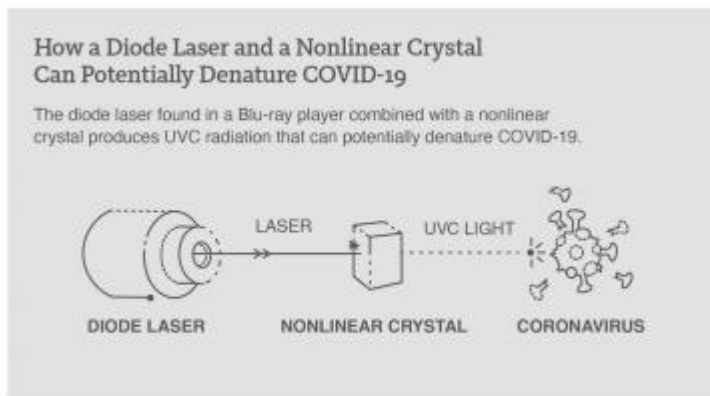 How a Diode Laser and a Nonlinear Crystal
Can Potentially Denature COVID-19
The diode laser found in a Blu-ray player combined with a nonlinear
crystal produces UVC radiation that can potentially denature COVID-19.
LASER
UVC LIGHT
DIODE LASER
NONLINEAR CRYSTAL
CORONAVIRUS